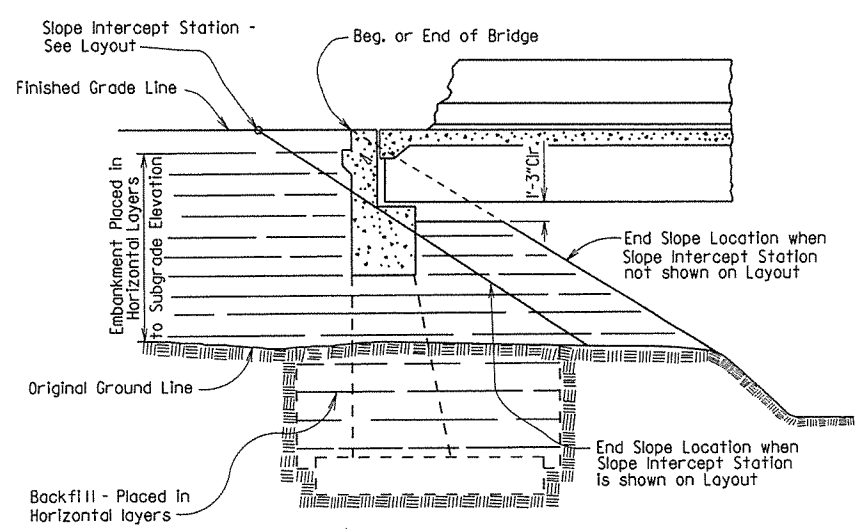 Slope Intercept Station -
See Layout
Beg. or End of Bridge
Finished Grade Line
Embankment Placed in
Horizontal Layers
to Subgrade Elevation
1'-3" Clr.
End Slope Location when
Slope Intercept Station
not shown on Layout
Original Ground Line
End Slope Location when
Slope Intercept Station
is shown on Layout
Backfill - Placed in
Horizontal layers